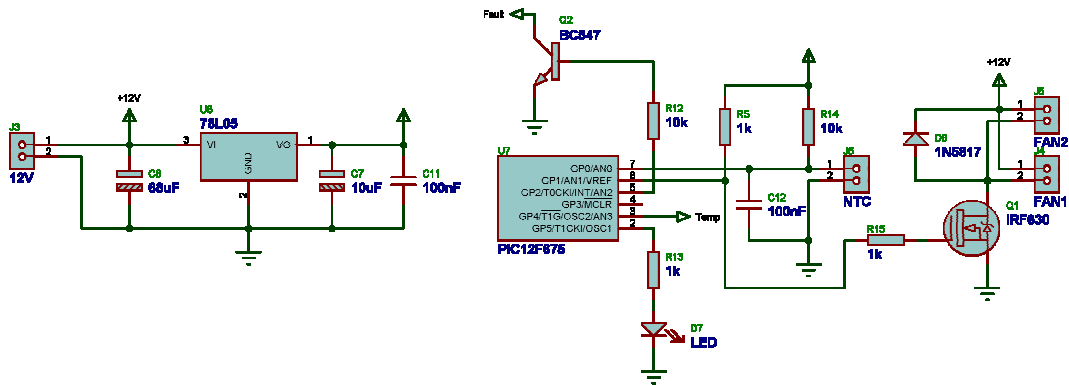 Fault
Q2
BC847
+12V
+12V
J3
1
2
12V
U6
78L05
3
VI
VO
1
GND
2
C8
68uF
C7
10uF
C11
100nF
R12
10k
R5
1k
R14
10k
J5
1
2
FAN2
D6
1N5817
J4
1
2
FAN1
U7
GP0/AN0
7
GP1/AN1/VREF
6
GP2/T0CKI/INT/AN2
5
GP3/MCLR
4
GP4/T1G/OSC2/AN3
3
GP5/T1CKI/OSC1
2
PIC12F675
Temp
C12
100nF
J6
1
2
NTC
Q1
IRF630
R15
1k
R13
1k
D7
LED